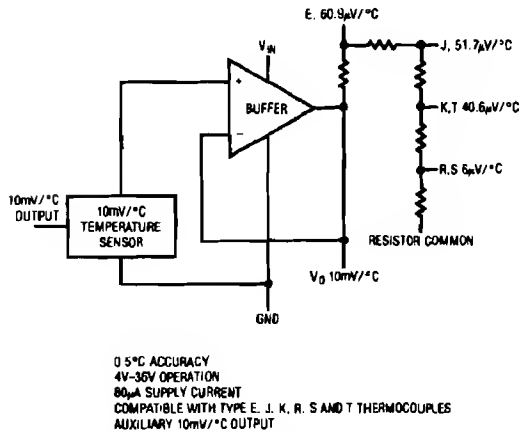 E, 60.9µV/°C
J, 51.7µV/°C
VIN
+
BUFFER
−
K,T 40.6µV/°C
R,S 6µV/°C
10mV/°C
OUTPUT
10mV/°C
TEMPERATURE
SENSOR
RESISTOR COMMON
VO 10mV/°C
GND
0.5°C ACCURACY
4V–35V OPERATION
80µA SUPPLY CURRENT
COMPATIBLE WITH TYPE E, J, K, R, S AND T THERMOCOUPLES
AUXILIARY 10mV/°C OUTPUT